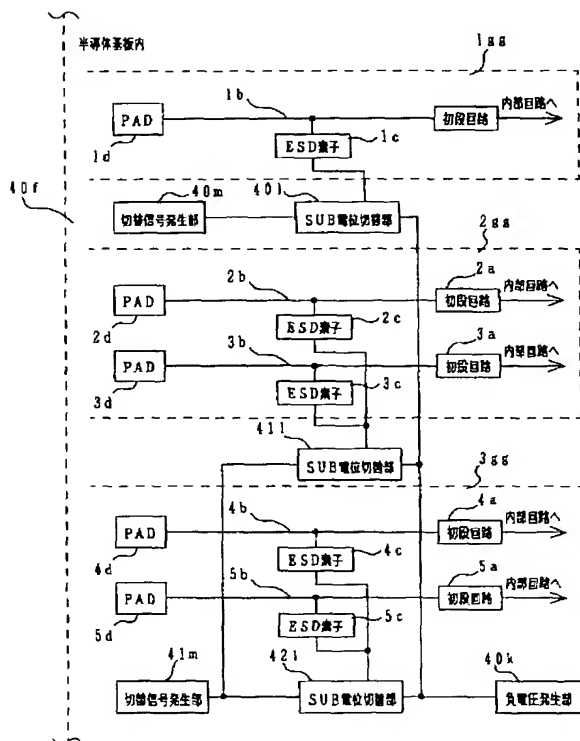 半導体基板内
1gg
1b
内部回路へ
PAD
初段回路
1d
ESD素子
1c
40f
40m
40l
切替信号発生部
SUB電位切替部
2gg
2b
2a
内部回路へ
PAD
初段回路
2d
ESD素子
2c
3b
3a
内部回路へ
PAD
初段回路
3d
ESD素子
3c
41l
SUB電位切替部
3gg
4b
4a
内部回路へ
PAD
初段回路
4d
ESD素子
4c
5b
5a
内部回路へ
PAD
初段回路
5d
ESD素子
5c
41m
42l
40k
切替信号発生部
SUB電位切替部
負電圧発生部